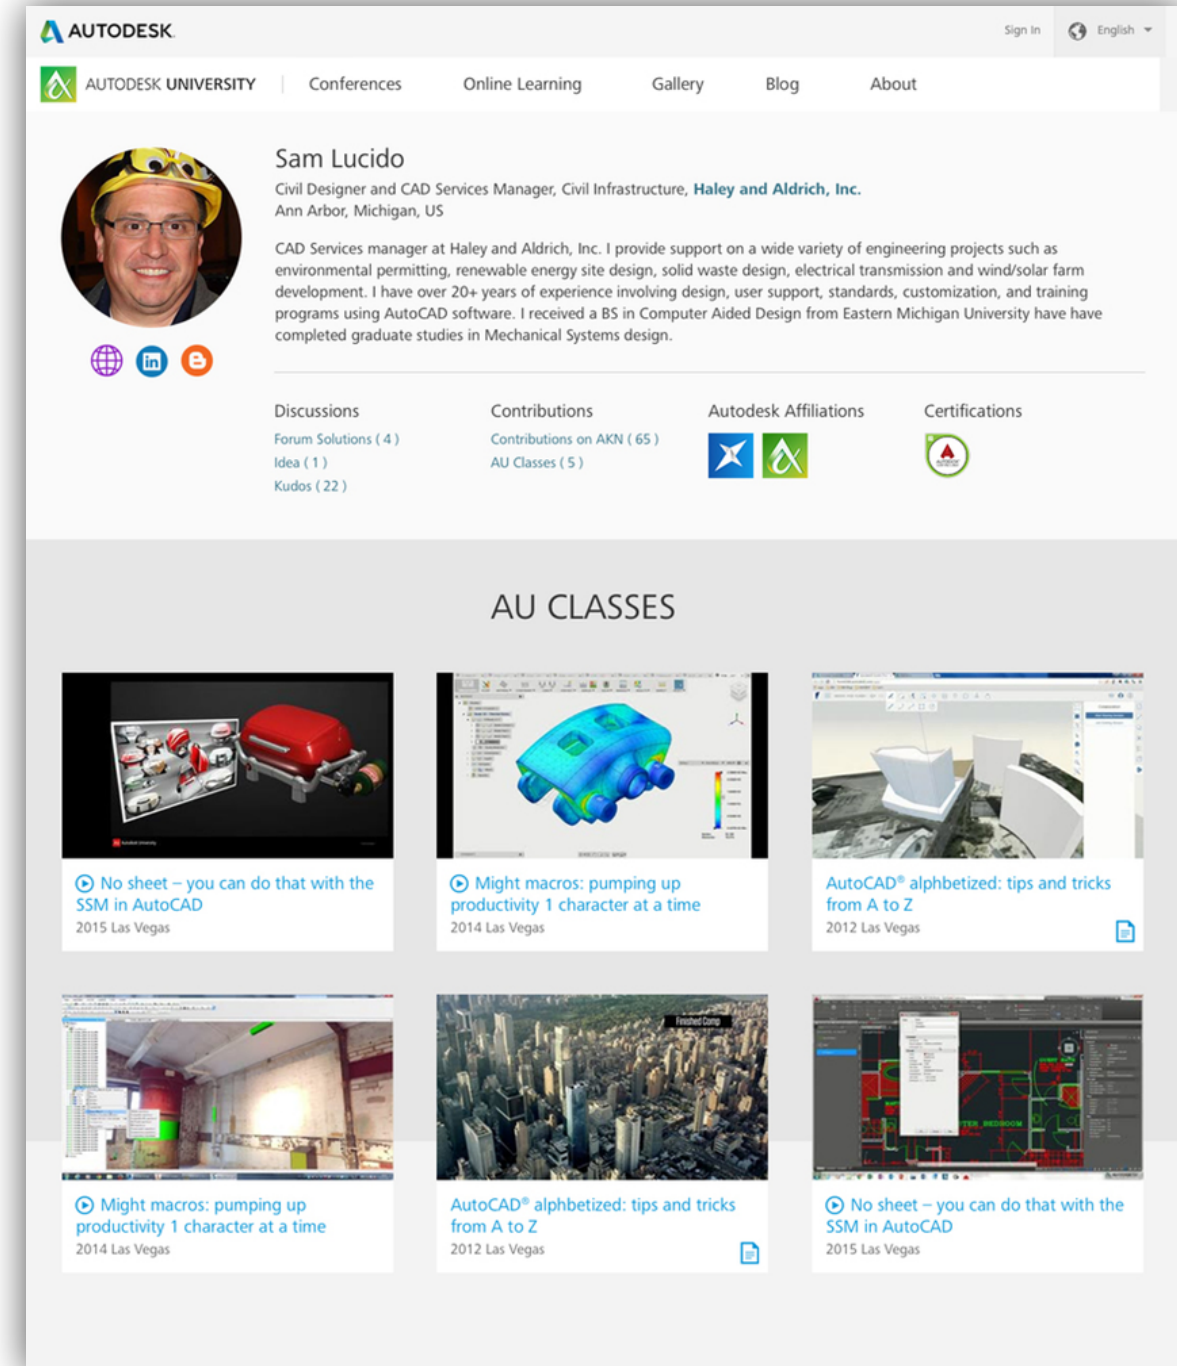 AUTODESK
Sign In
English
AUTODESK UNIVERSITY
Conferences
Online Learning
Gallery
Blog
About
Sam Lucido
Civil Designer and CAD Services Manager, Civil Infrastructure, Haley and Aldrich, Inc.
Ann Arbor, Michigan, US
CAD Services manager at Haley and Aldrich, Inc. I provide support on a wide variety of engineering projects such as
environmental permitting, renewable energy site design, solid waste design, electrical transmission and wind/solar farm
development. I have over 20+ years of experience involving design, user support, standards, customization, and training
programs using AutoCAD software. I received a BS in Computer Aided Design from Eastern Michigan University have have
completed graduate studies in Mechanical Systems design.
in
Discussions
Forum Solutions ( 4 )
Idea ( 1 )
Kudos ( 22 )
Contributions
Contributions on AKN ( 65 )
AU Classes ( 5 )
Autodesk Affiliations
Certifications
AU CLASSES
Autodesk University
No sheet – you can do that with the
SSM in AutoCAD
2015 Las Vegas
Might macros: pumping up
productivity 1 character at a time
2014 Las Vegas
AutoCAD® alphbetized: tips and tricks
from A to Z
2012 Las Vegas
Might macros: pumping up
productivity 1 character at a time
2014 Las Vegas
Finished Comp
AutoCAD® alphbetized: tips and tricks
from A to Z
2012 Las Vegas
BEDROOM
AUTODESK
No sheet – you can do that with the
SSM in AutoCAD
2015 Las Vegas